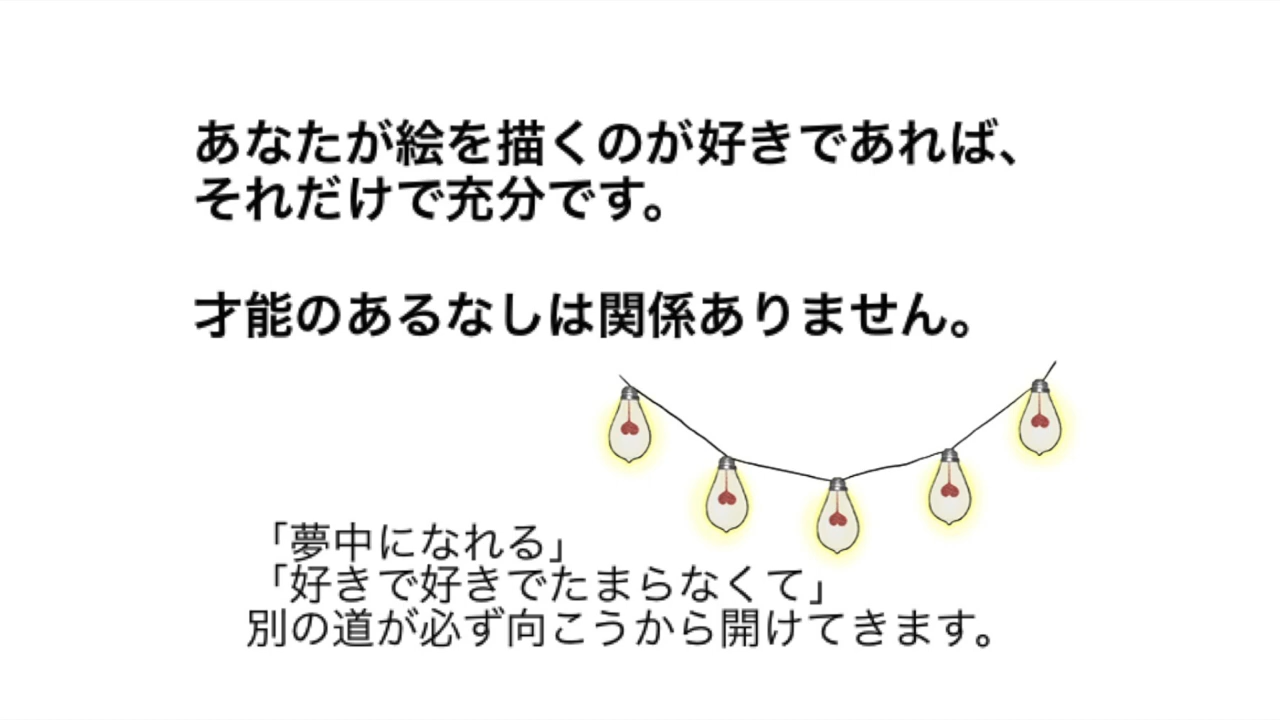 あなたが絵を描くのが好きであれば、
それだけで充分です。
才能のあるなしは関係ありません。
「夢中になれる」
「好きで好きでたまらなくて」
別の道が必ず向こうから開けてきます。